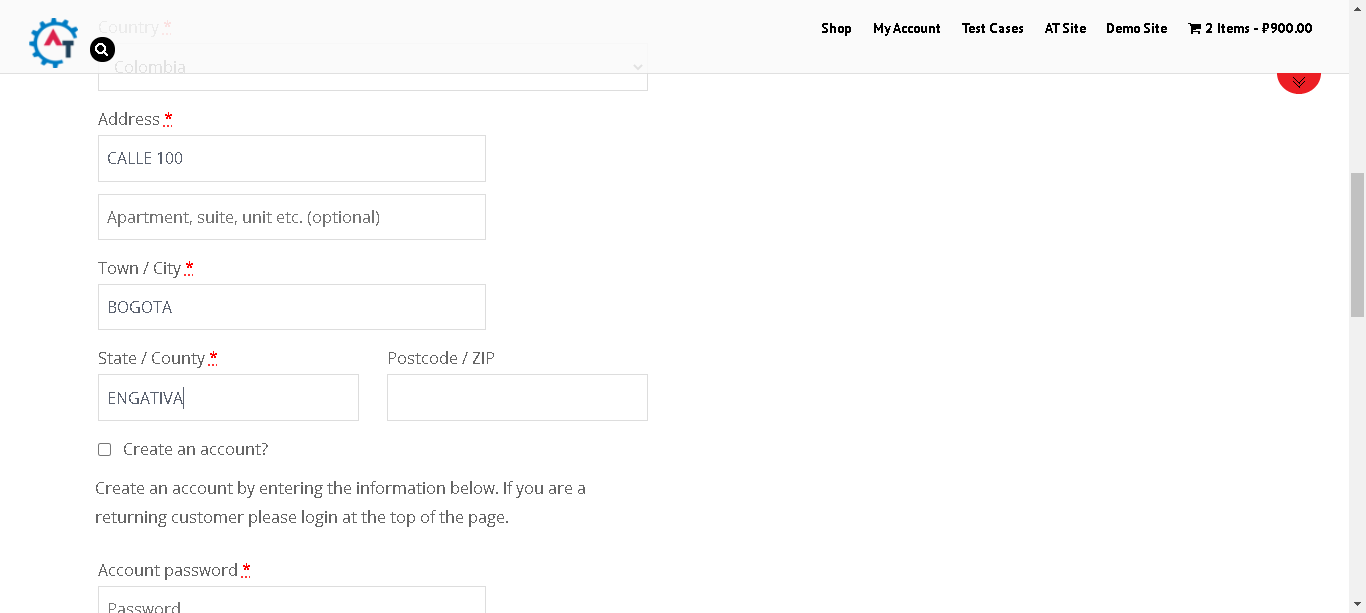 Country *
AT
Shop My Account Test Cases AT Site Demo Site 2 Items - ₽900.00
Colombia
Address *
CALLE 100
Apartment, suite, unit etc. (optional)
Town / City *
BOGOTA
State / County * Postcode / ZIP
ENGATIVA
Create an account?
Create an account by entering the information below. If you are a
returning customer please login at the top of the page.
Account password *
Password